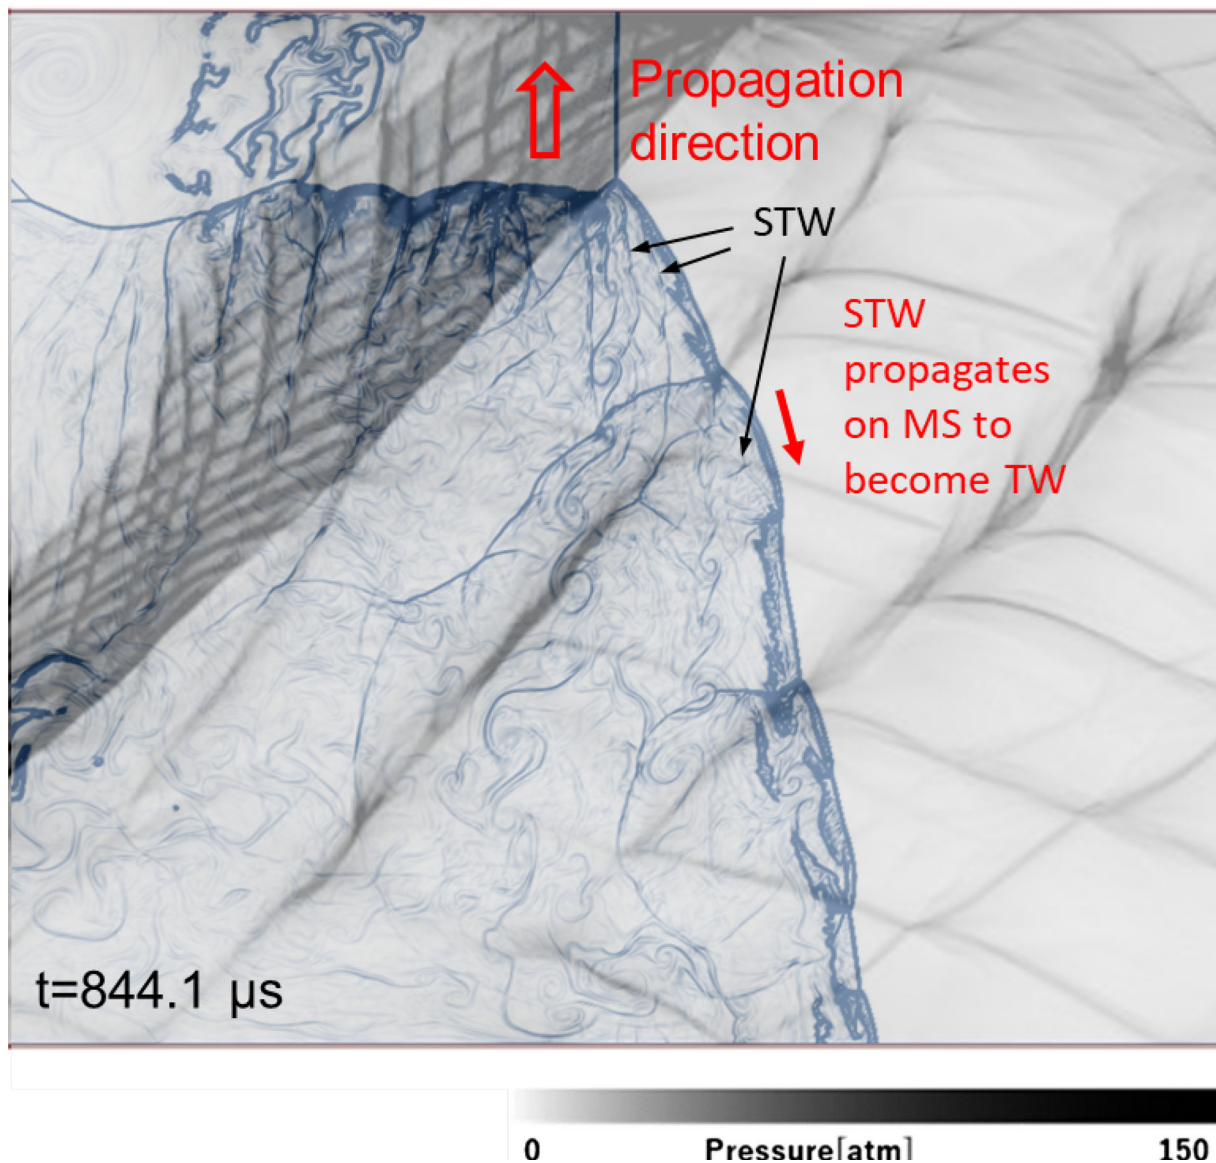 Propagation
direction
STW
STW
propagates
on MS to
become TW
t=844.1 μs
0 Pressure[atm] 150